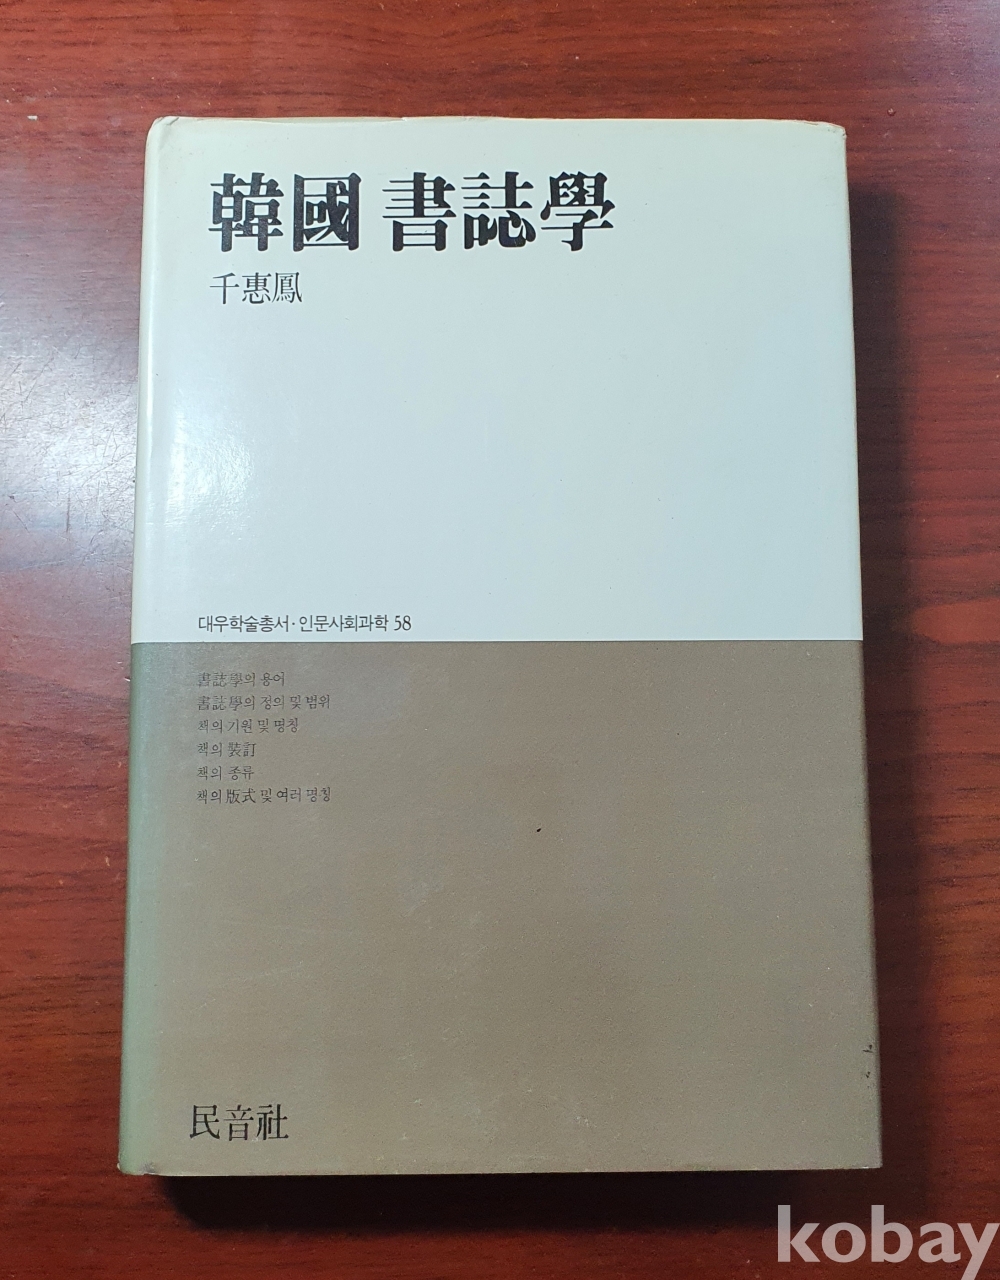 韓國 書誌學
千惠鳳
대우학술총서·인문사회과학 58
書誌學의 용어
書誌學의 정의 및 범위
책의 기원 및 명칭
책의 裝訂
책의 종류
책의 版式 및 여러 명칭
民音社
kobay